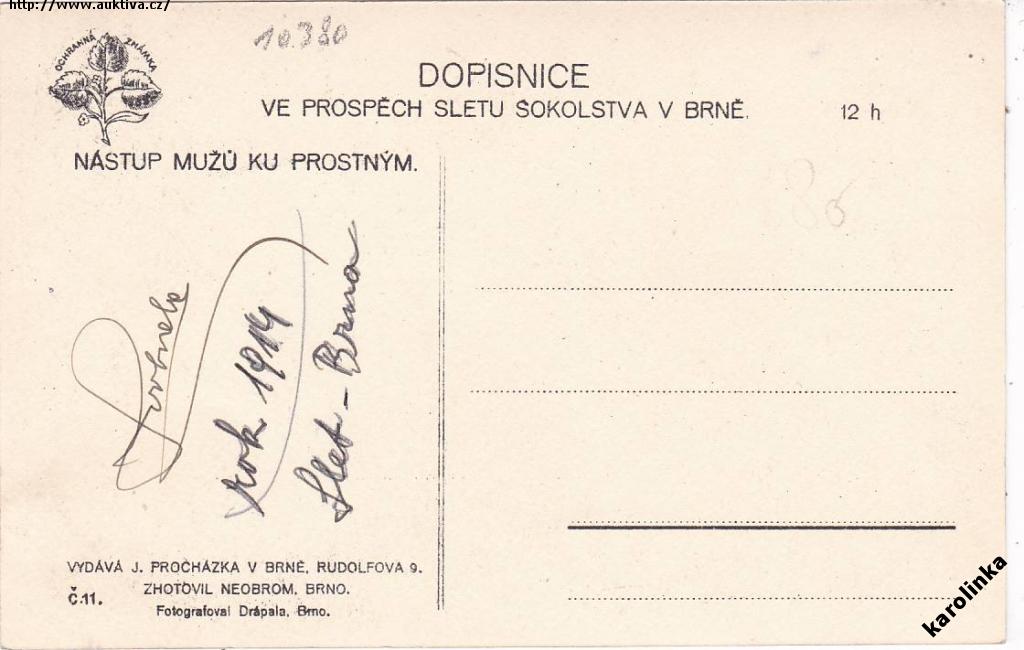 http://www.auktiva.cz/
10.380
OCHRANNÁ ZNÁMKA
DOPISNICE
VE PROSPĚCH SLETU SOKOLSTVA V BRNĚ.
12 h
NÁSTUP MUŽŮ KU PROSTNÝM.
86
rok 1914
Slet - Brno
VYDÁVÁ J. PROCHÁZKA V BRNĚ, RUDOLFOVA 9.
ZHOTOVIL NEOBROM, BRNO.
Č.11.
Fotografoval Drápala, Brno.
karolinka